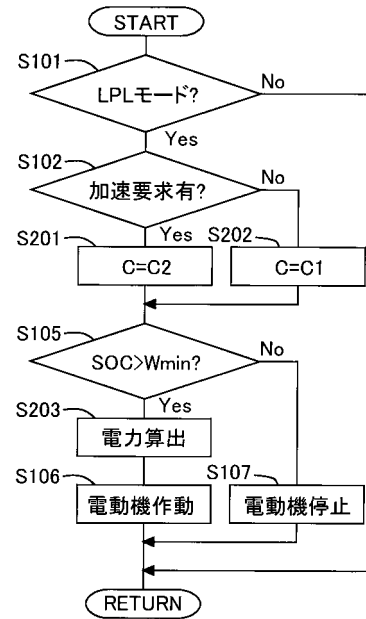 START
S101
LPLモード?
No
Yes
S102
加速要求有?
No
Yes
S201
C=C2
S202
C=C1
S105
SOC>Wmin?
No
Yes
S203
電力算出
S106
電動機作動
S107
電動機停止
RETURN